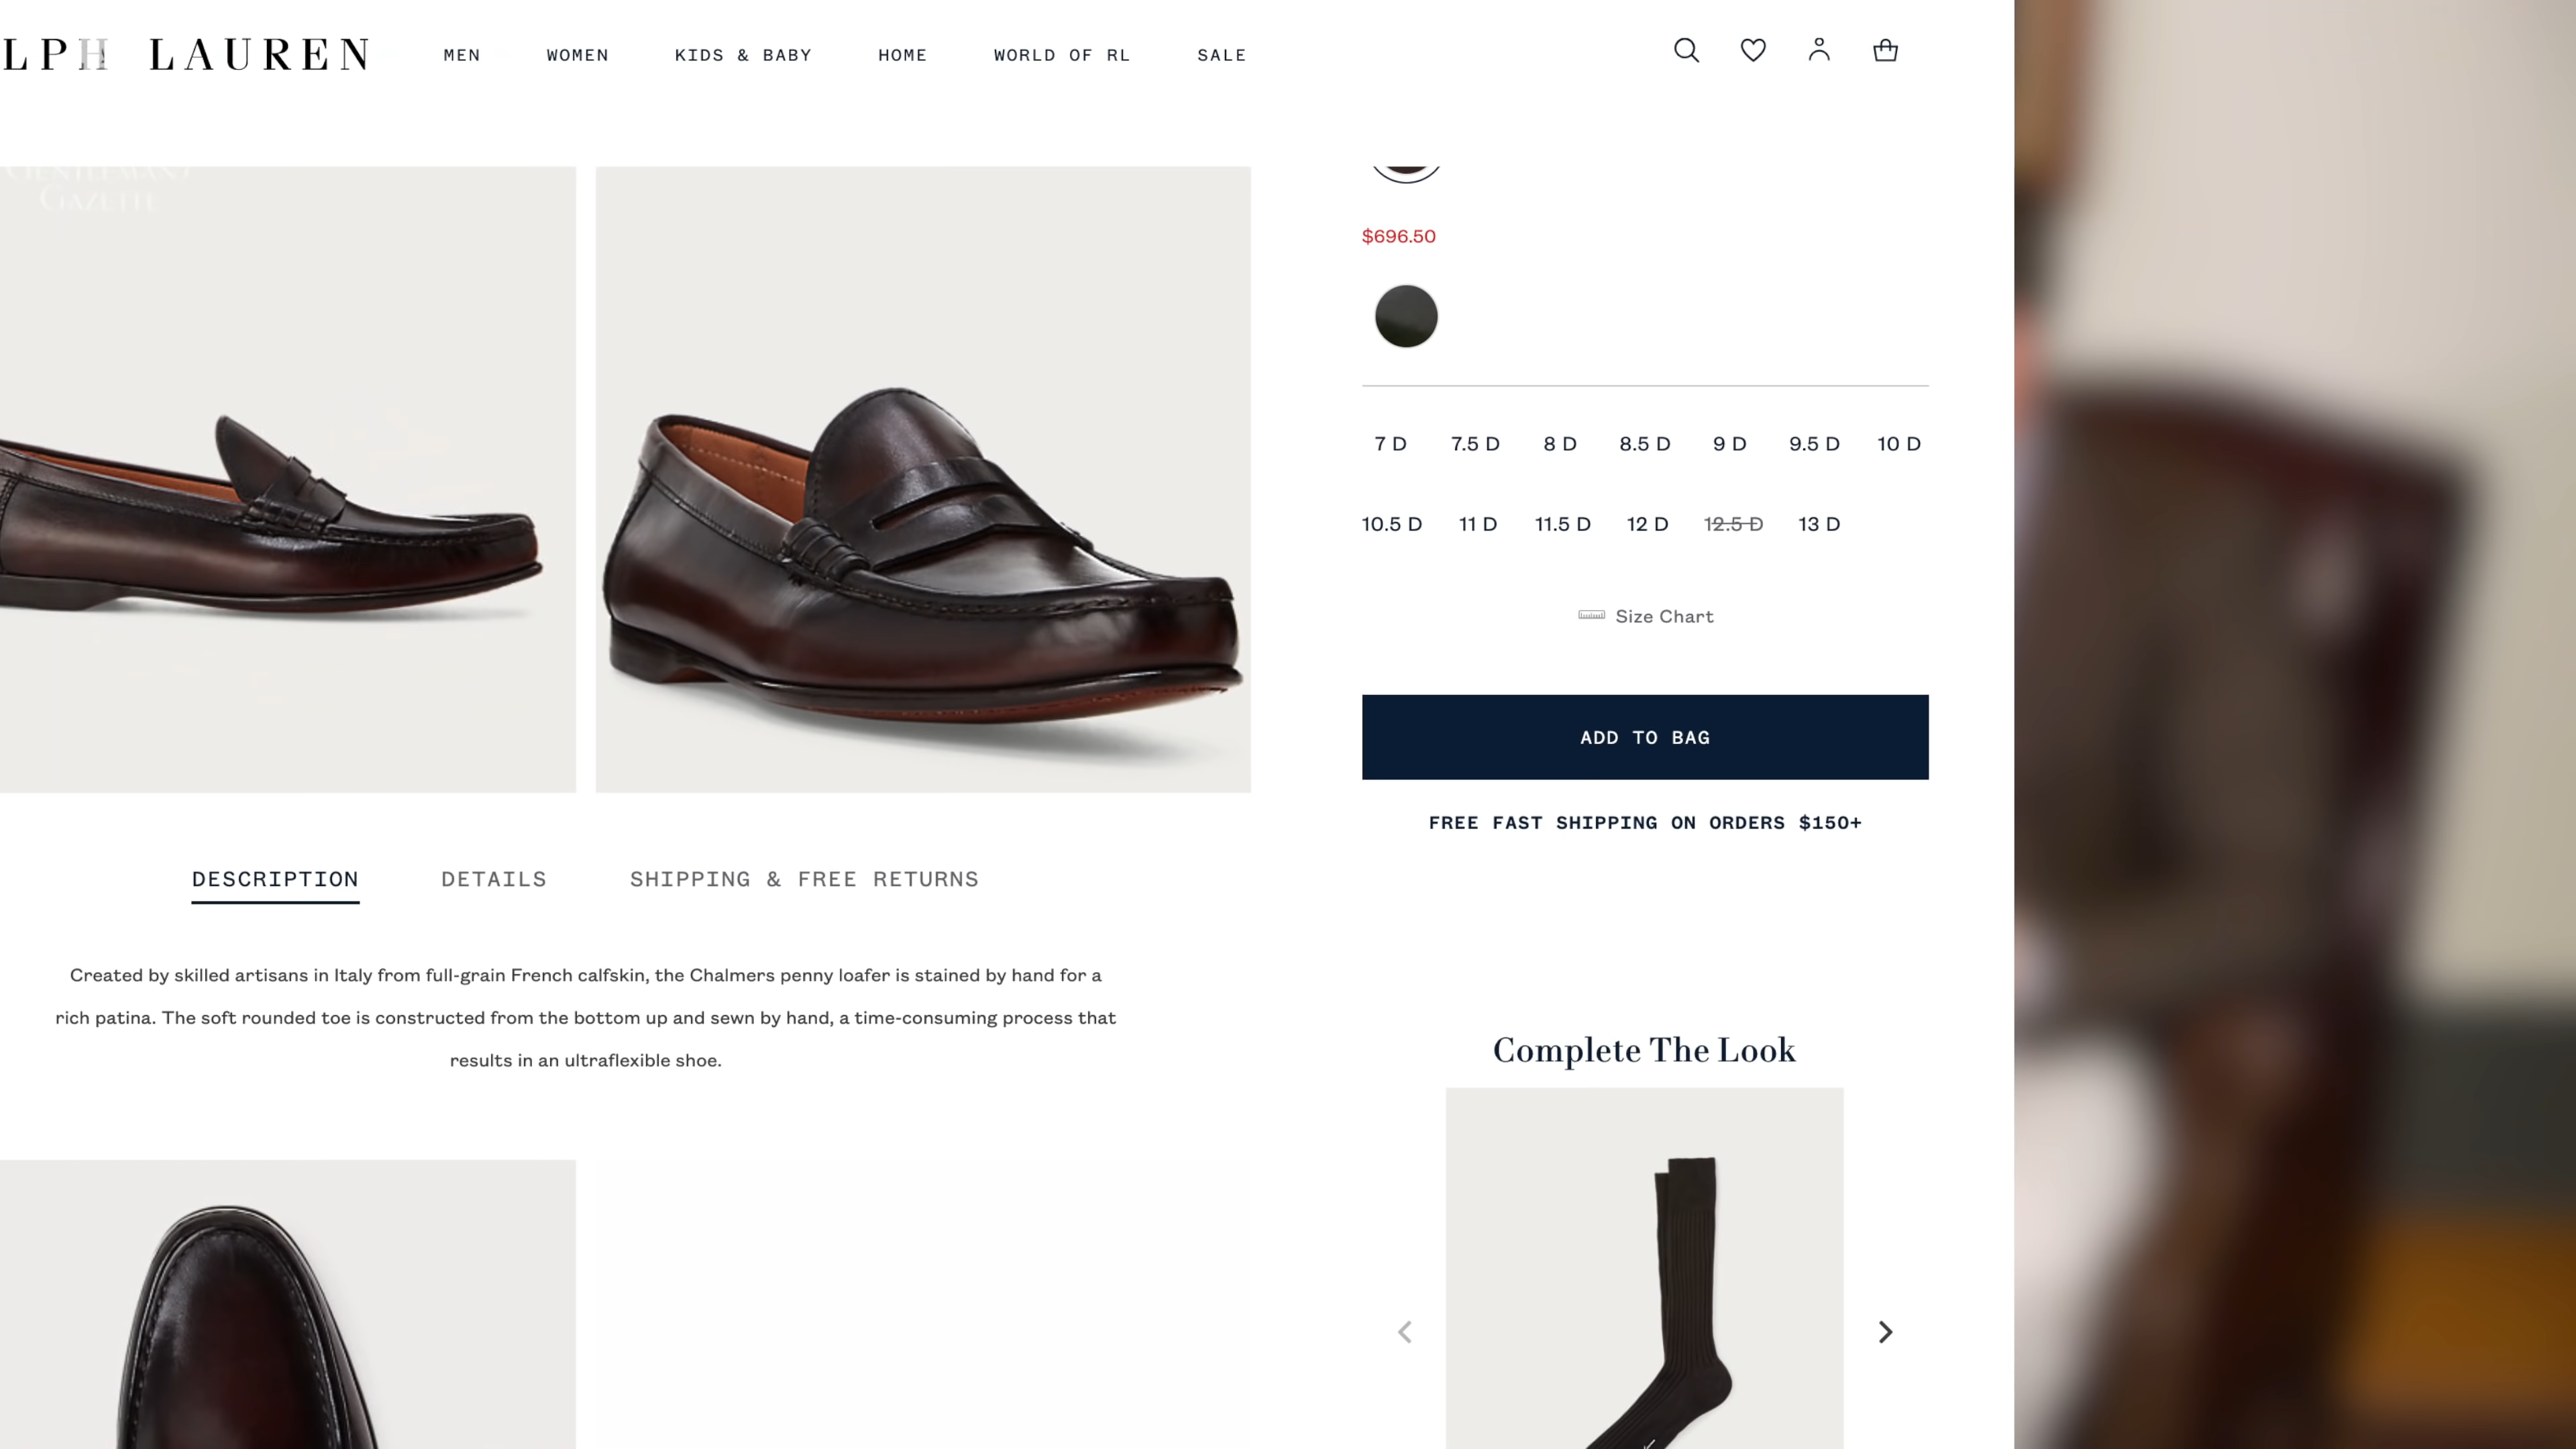 LPH LAUREN
MEN WOMEN KIDS & BABY HOME WORLD OF RL SALE
GENTLEMAN'S
GAZETTE
$696.50
7 D 7.5 D 8 D 8.5 D 9 D 9.5 D 10 D
10.5 D 11 D 11.5 D 12 D 12.5 D 13 D
Size Chart
ADD TO BAG
FREE FAST SHIPPING ON ORDERS $150+
DESCRIPTION DETAILS SHIPPING & FREE RETURNS
Created by skilled artisans in Italy from full-grain French calfskin, the Chalmers penny loafer is stained by hand for a
rich patina. The soft rounded toe is constructed from the bottom up and sewn by hand, a time-consuming process that
results in an ultraflexible shoe.
Complete The Look